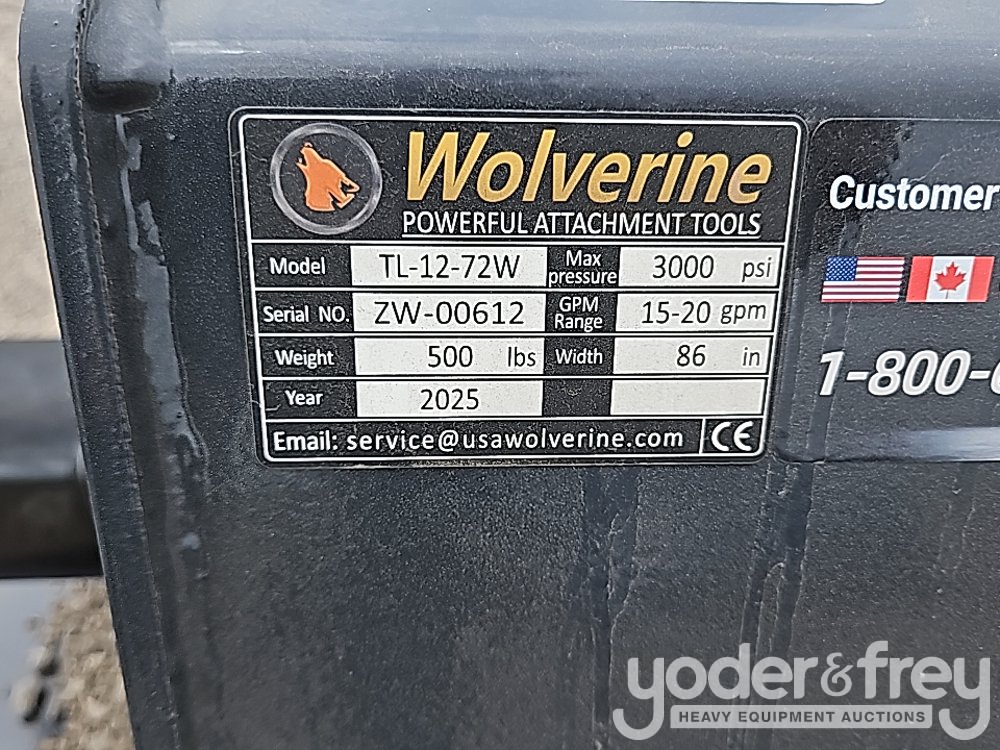 Wolverine
POWERFUL ATTACHMENT TOOLS
Model TL-12-72W Max pressure 3000 psi
Serial NO. ZW-00612 GPM Range 15-20 gpm
Weight 500 lbs Width 86 in
Year 2025
Email: service@usawolverine.com CE
Customer
1-800-
yoder&frey
HEAVY EQUIPMENT AUCTIONS